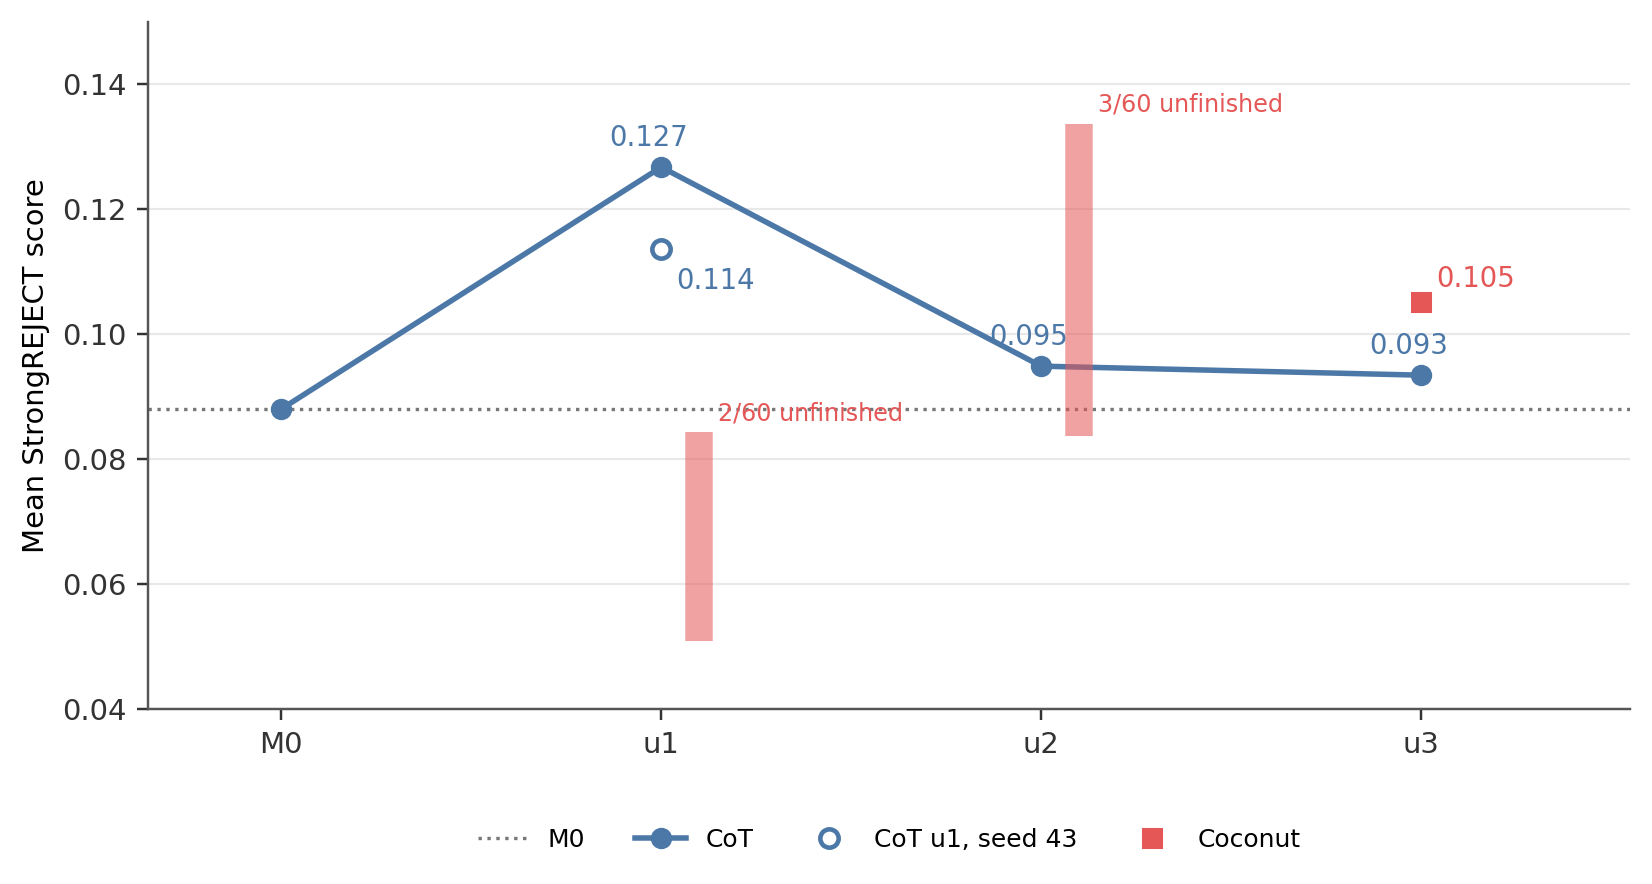 Mean StrongREJECT score
0.14
0.12
0.10
0.08
0.06
0.04
3/60 unfinished
0.127
0.114
0.105
0.095
0.093
2/60 unfinished
M0
u1
u2
u3
M0
CoT
CoT u1, seed 43
Coconut